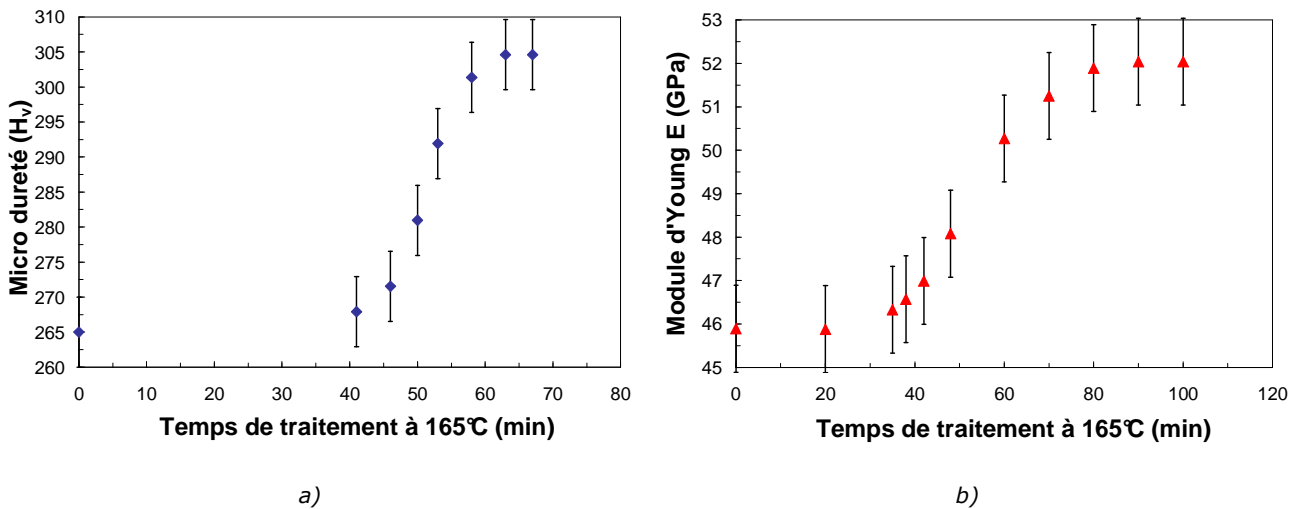 310
305
300
295
290
285
280
275
270
265
260
Micro dureté (Hv)
0 10 20 30 40 50 60 70 80
Temps de traitement à 165°C (min)
a)
53
52
51
50
49
48
47
46
45
Module d'Young E (GPa)
0 20 40 60 80 100 120
Temps de traitement à 165°C (min)
b)